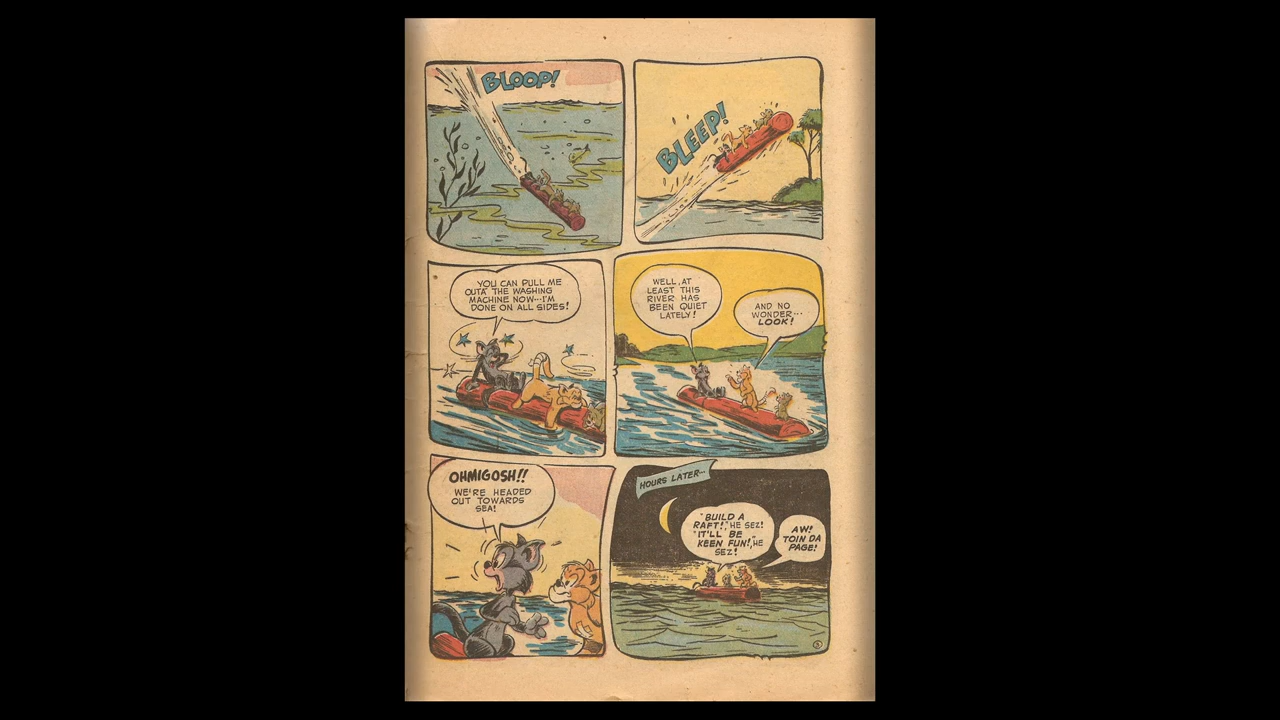 BLOOP!
BLEEP!
YOU CAN PULL ME
OUTA' THE WASHING
MACHINE NOW---I'M
DONE ON ALL SIDES!
WELL, AT
LEAST THIS
RIVER HAS
BEEN QUIET
LATELY!
AND NO
WONDER---
LOOK!
OHMIGOSH!!
WE'RE HEADED
OUT TOWARDS
SEA!
HOURS LATER---
"BUILD A
RAFT!," HE SEZ!
"IT'LL BE
KEEN FUN!," HE
SEZ!
AW!
TOIN DA
PAGE!